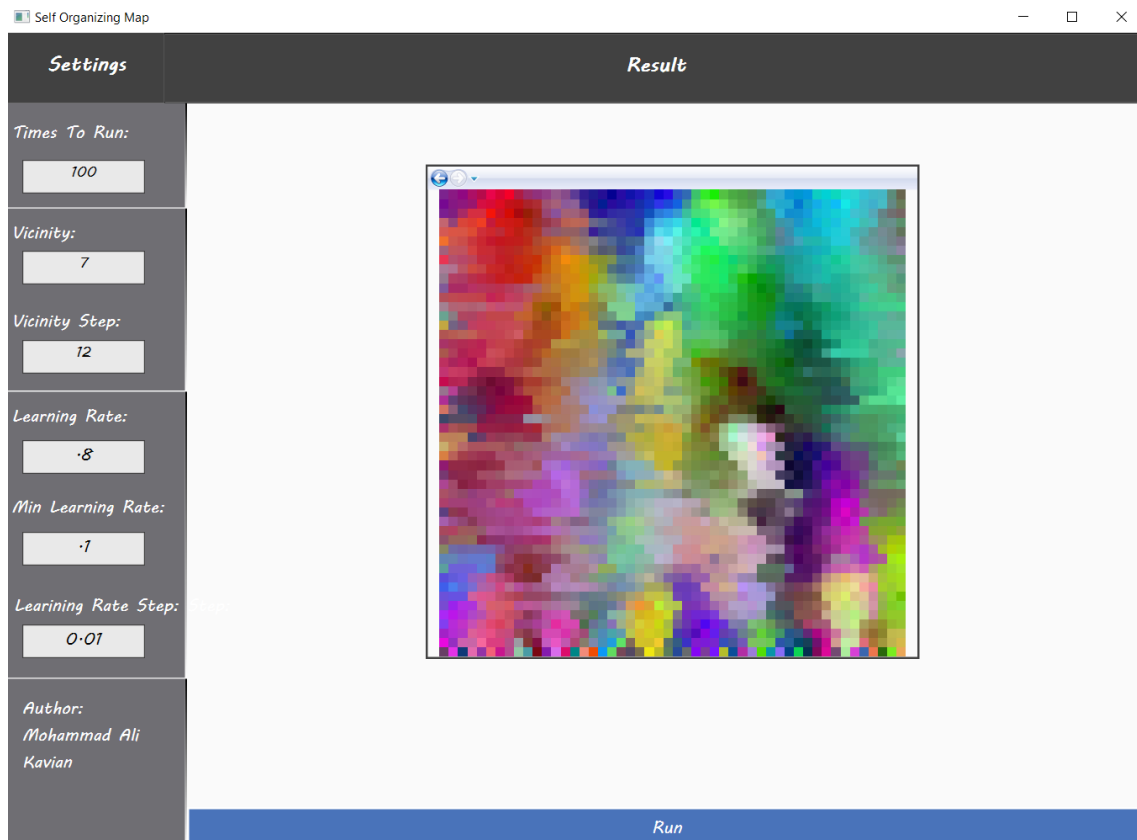 Self Organizing Map
Settings
Result
Times To Run:
100
Vicinity:
7
Vicinity Step:
12
Learning Rate:
.8
Min Learning Rate:
.1
Learining Rate Step:
0.01
Author:
Mohammad Ali
Kavian
Run